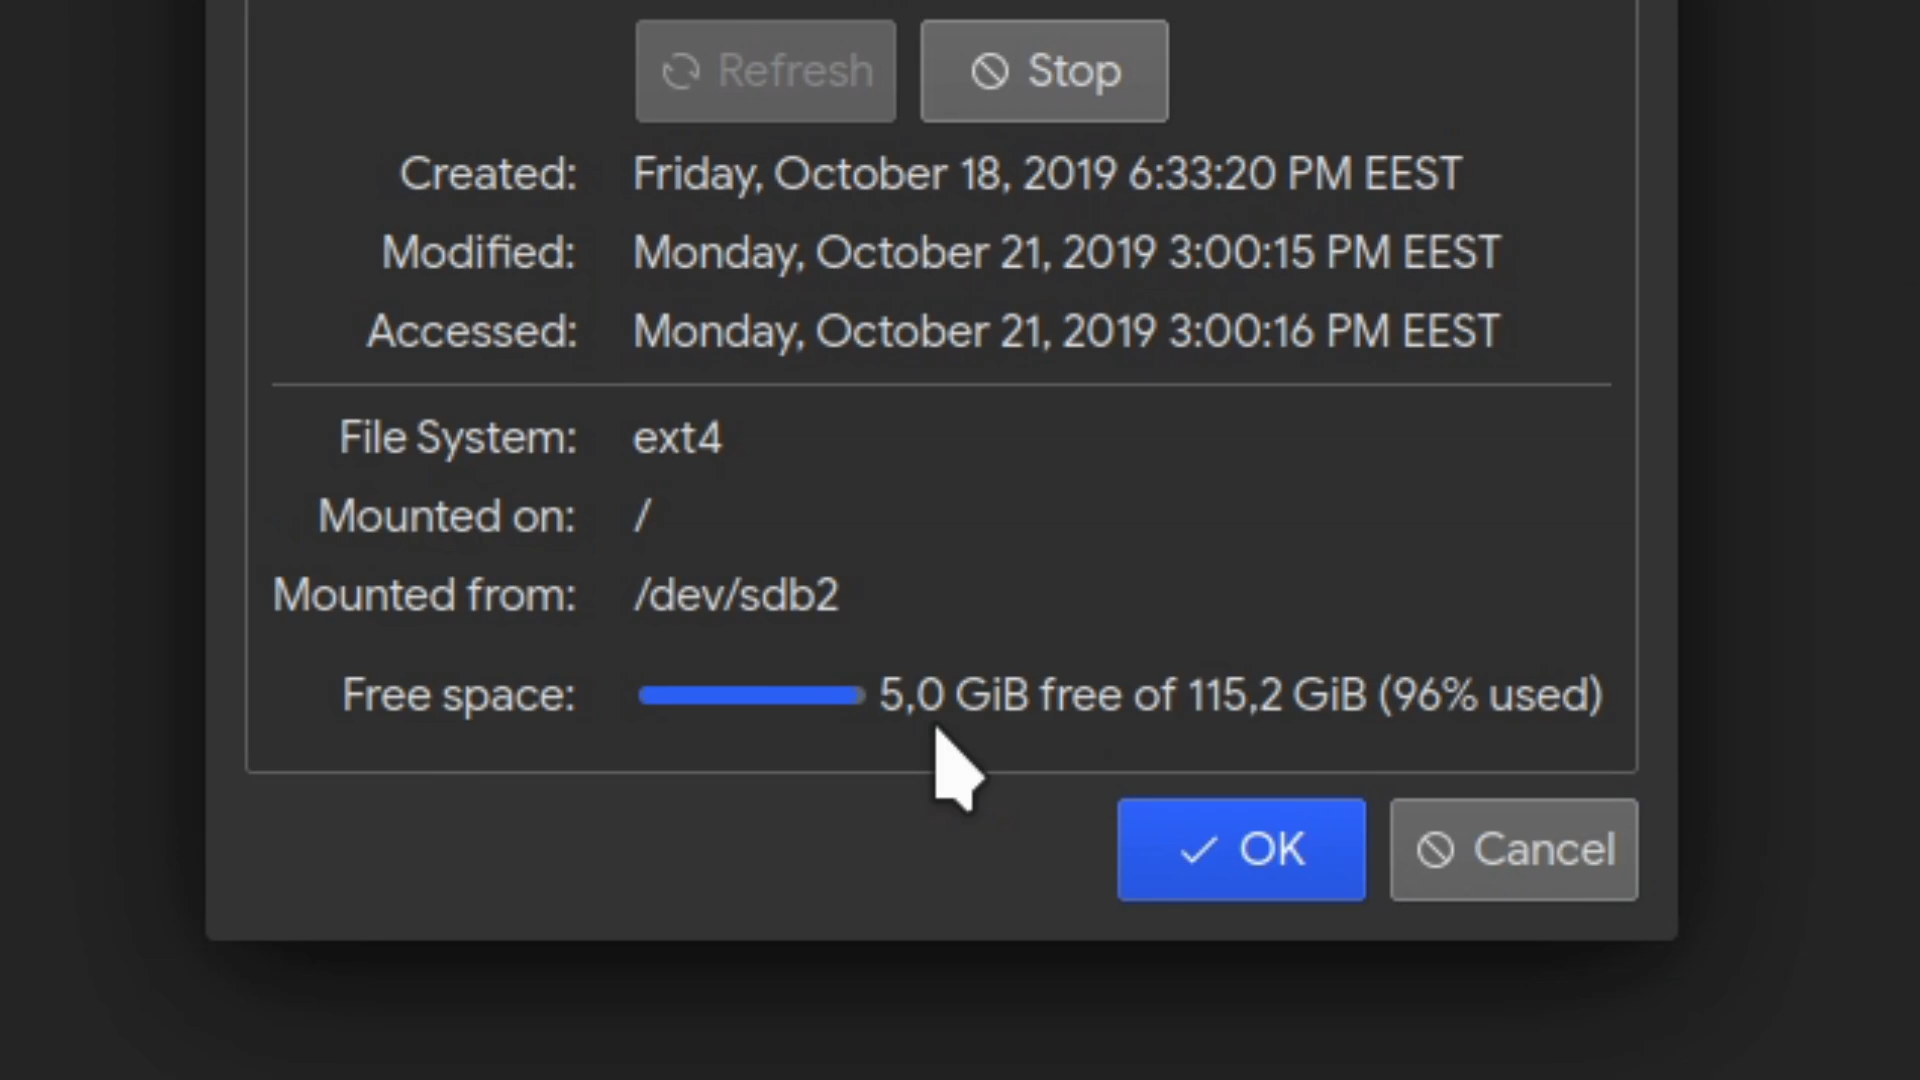 Refresh Stop
Created: Friday, October 18, 2019 6:33:20 PM EEST
Modified: Monday, October 21, 2019 3:00:15 PM EEST
Accessed: Monday, October 21, 2019 3:00:16 PM EEST
File System: ext4
Mounted on: /
Mounted from: /dev/sdb2
Free space: 5,0 GiB free of 115,2 GiB (96% used)
OK Cancel